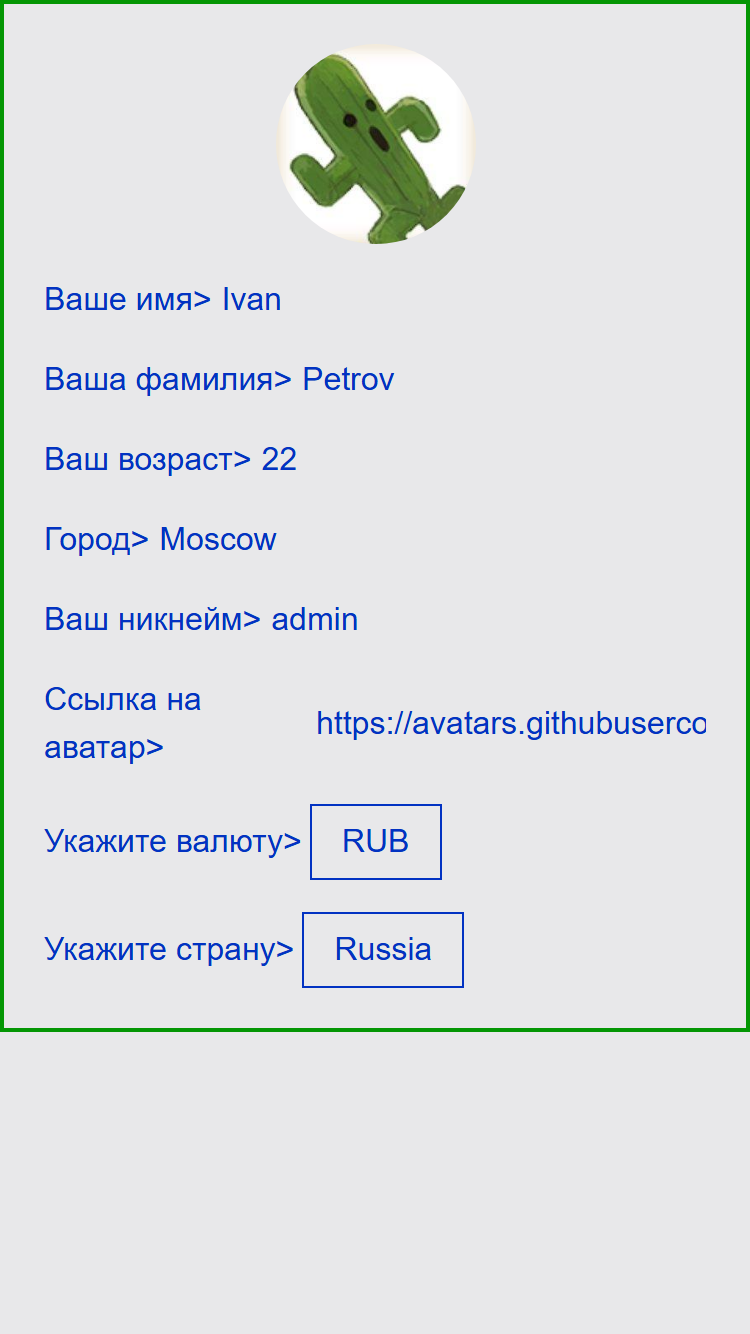 Ваше имя> Ivan
Ваша фамилия> Petrov
Ваш возраст> 22
Город> Moscow
Ваш никнейм> admin
Ссылка на
аватар>
https://avatars.githubuserco
Укажите валюту> RUB
Укажите страну> Russia